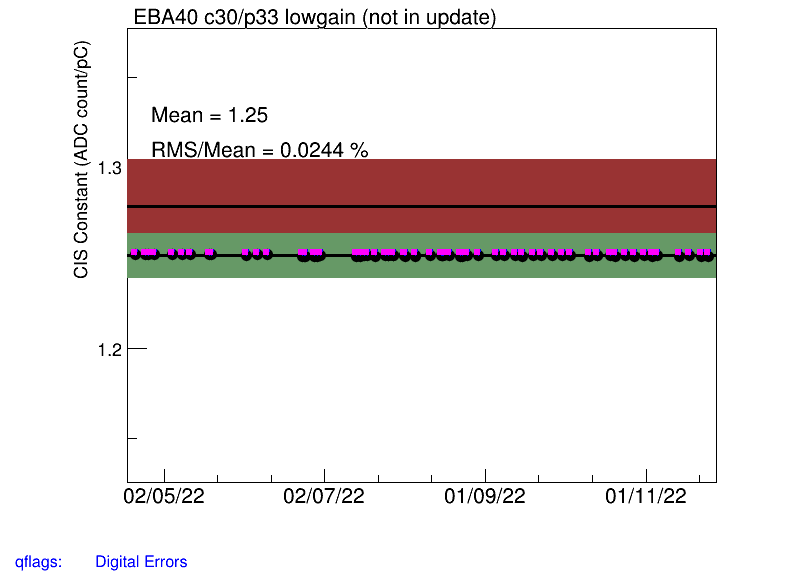 EBA40 c30/p33 lowgain (not in update)
CIS Constant (ADC count/pC)
Mean = 1.25
RMS/Mean = 0.0244 %
1.3
1.2
02/05/22 02/07/22 01/09/22 01/11/22
qflags: Digital Errors